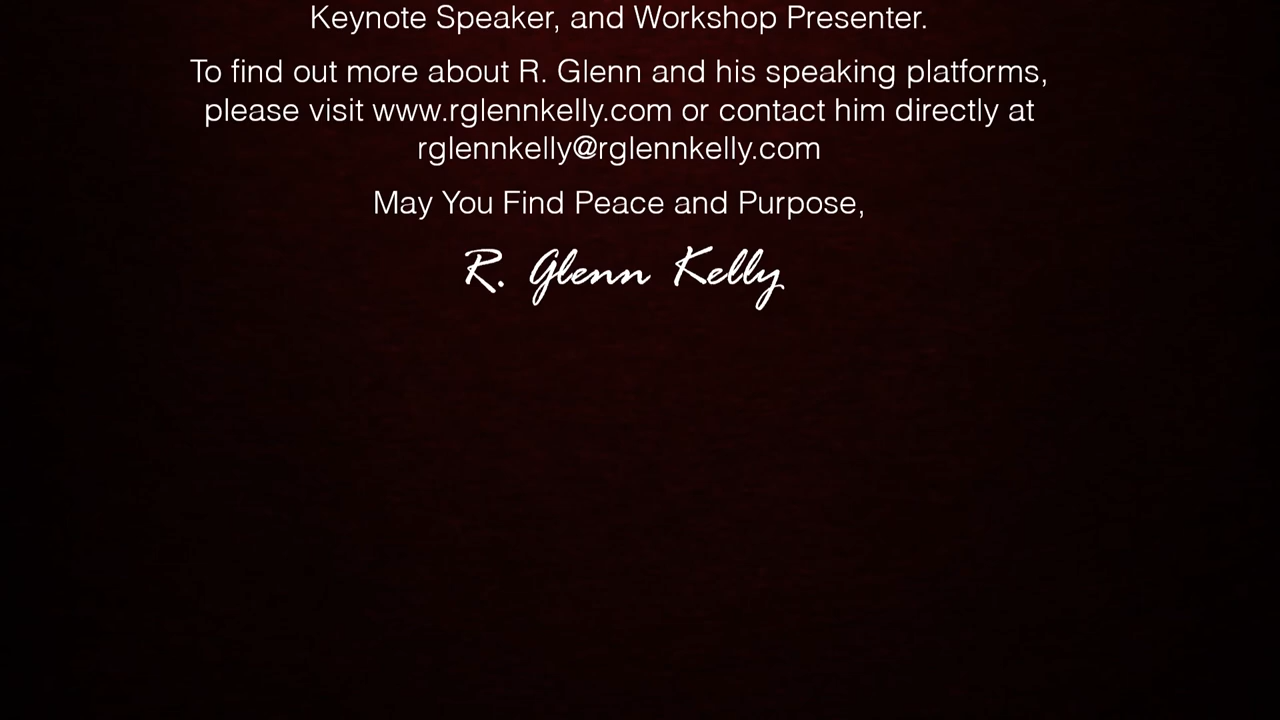 Keynote Speaker, and Workshop Presenter.
To find out more about R. Glenn and his speaking platforms,
please visit www.rglennkelly.com or contact him directly at
rglennkelly@rglennkelly.com
May You Find Peace and Purpose,
R. Glenn Kelly